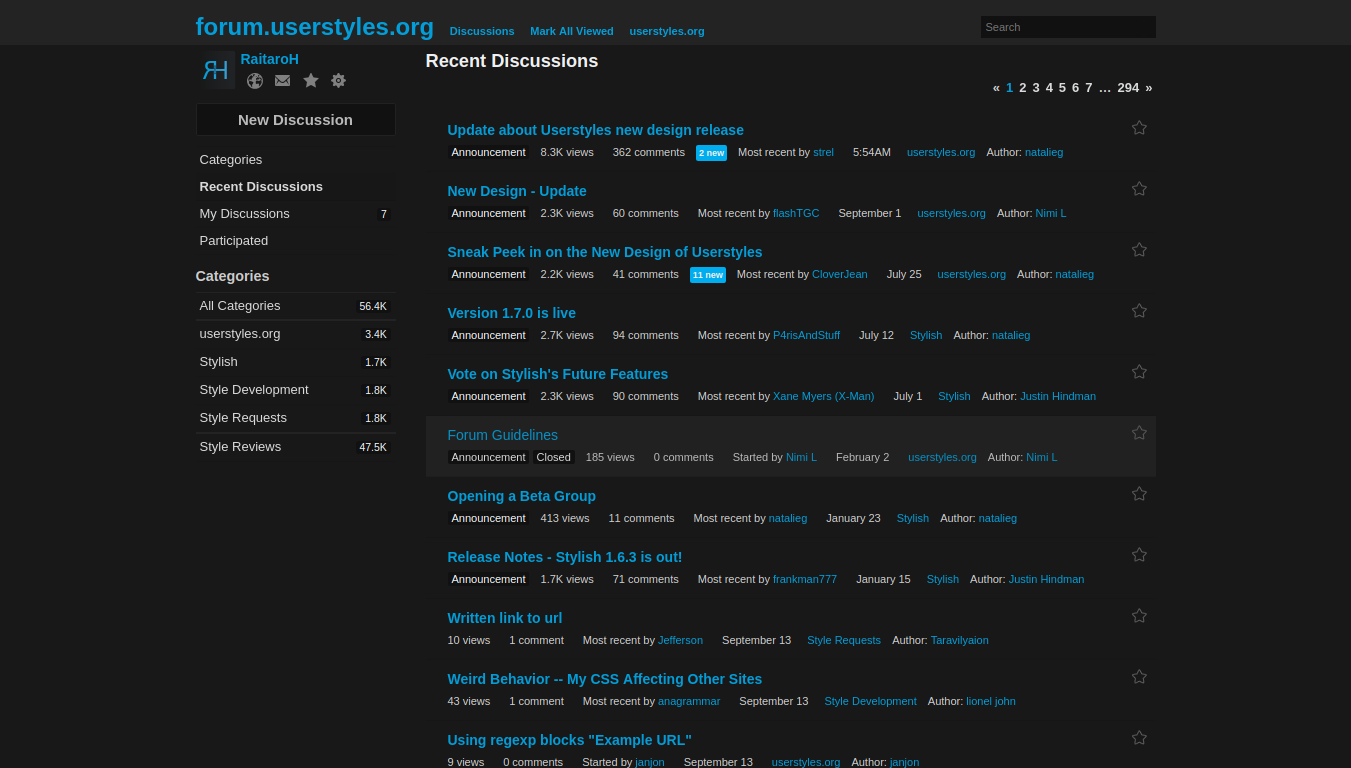 forum.userstyles.org Discussions Mark All Viewed userstyles.org Search
RaitaroH
New Discussion
Categories
Recent Discussions
My Discussions 7
Participated
Categories
All Categories 56.4K
userstyles.org 3.4K
Stylish 1.7K
Style Development 1.8K
Style Requests 1.8K
Style Reviews 47.5K
Recent Discussions
« 1 2 3 4 5 6 7 … 294 »
Update about Userstyles new design release
Announcement 8.3K views 362 comments 2 new Most recent by strel 5:54AM userstyles.org Author: natalieg
New Design - Update
Announcement 2.3K views 60 comments Most recent by flashTGC September 1 userstyles.org Author: Nimi L
Sneak Peek in on the New Design of Userstyles
Announcement 2.2K views 41 comments 11 new Most recent by CloverJean July 25 userstyles.org Author: natalieg
Version 1.7.0 is live
Announcement 2.7K views 94 comments Most recent by P4risAndStuff July 12 Stylish Author: natalieg
Vote on Stylish's Future Features
Announcement 2.3K views 90 comments Most recent by Xane Myers (X-Man) July 1 Stylish Author: Justin Hindman
Forum Guidelines
Announcement Closed 185 views 0 comments Started by Nimi L February 2 userstyles.org Author: Nimi L
Opening a Beta Group
Announcement 413 views 11 comments Most recent by natalieg January 23 Stylish Author: natalieg
Release Notes - Stylish 1.6.3 is out!
Announcement 1.7K views 71 comments Most recent by frankman777 January 15 Stylish Author: Justin Hindman
Written link to url
10 views 1 comment Most recent by Jefferson September 13 Style Requests Author: Taravilyaion
Weird Behavior -- My CSS Affecting Other Sites
43 views 1 comment Most recent by anagrammar September 13 Style Development Author: lionel john
Using regexp blocks "Example URL"
9 views 0 comments Started by janjon September 13 userstyles.org Author: janjon